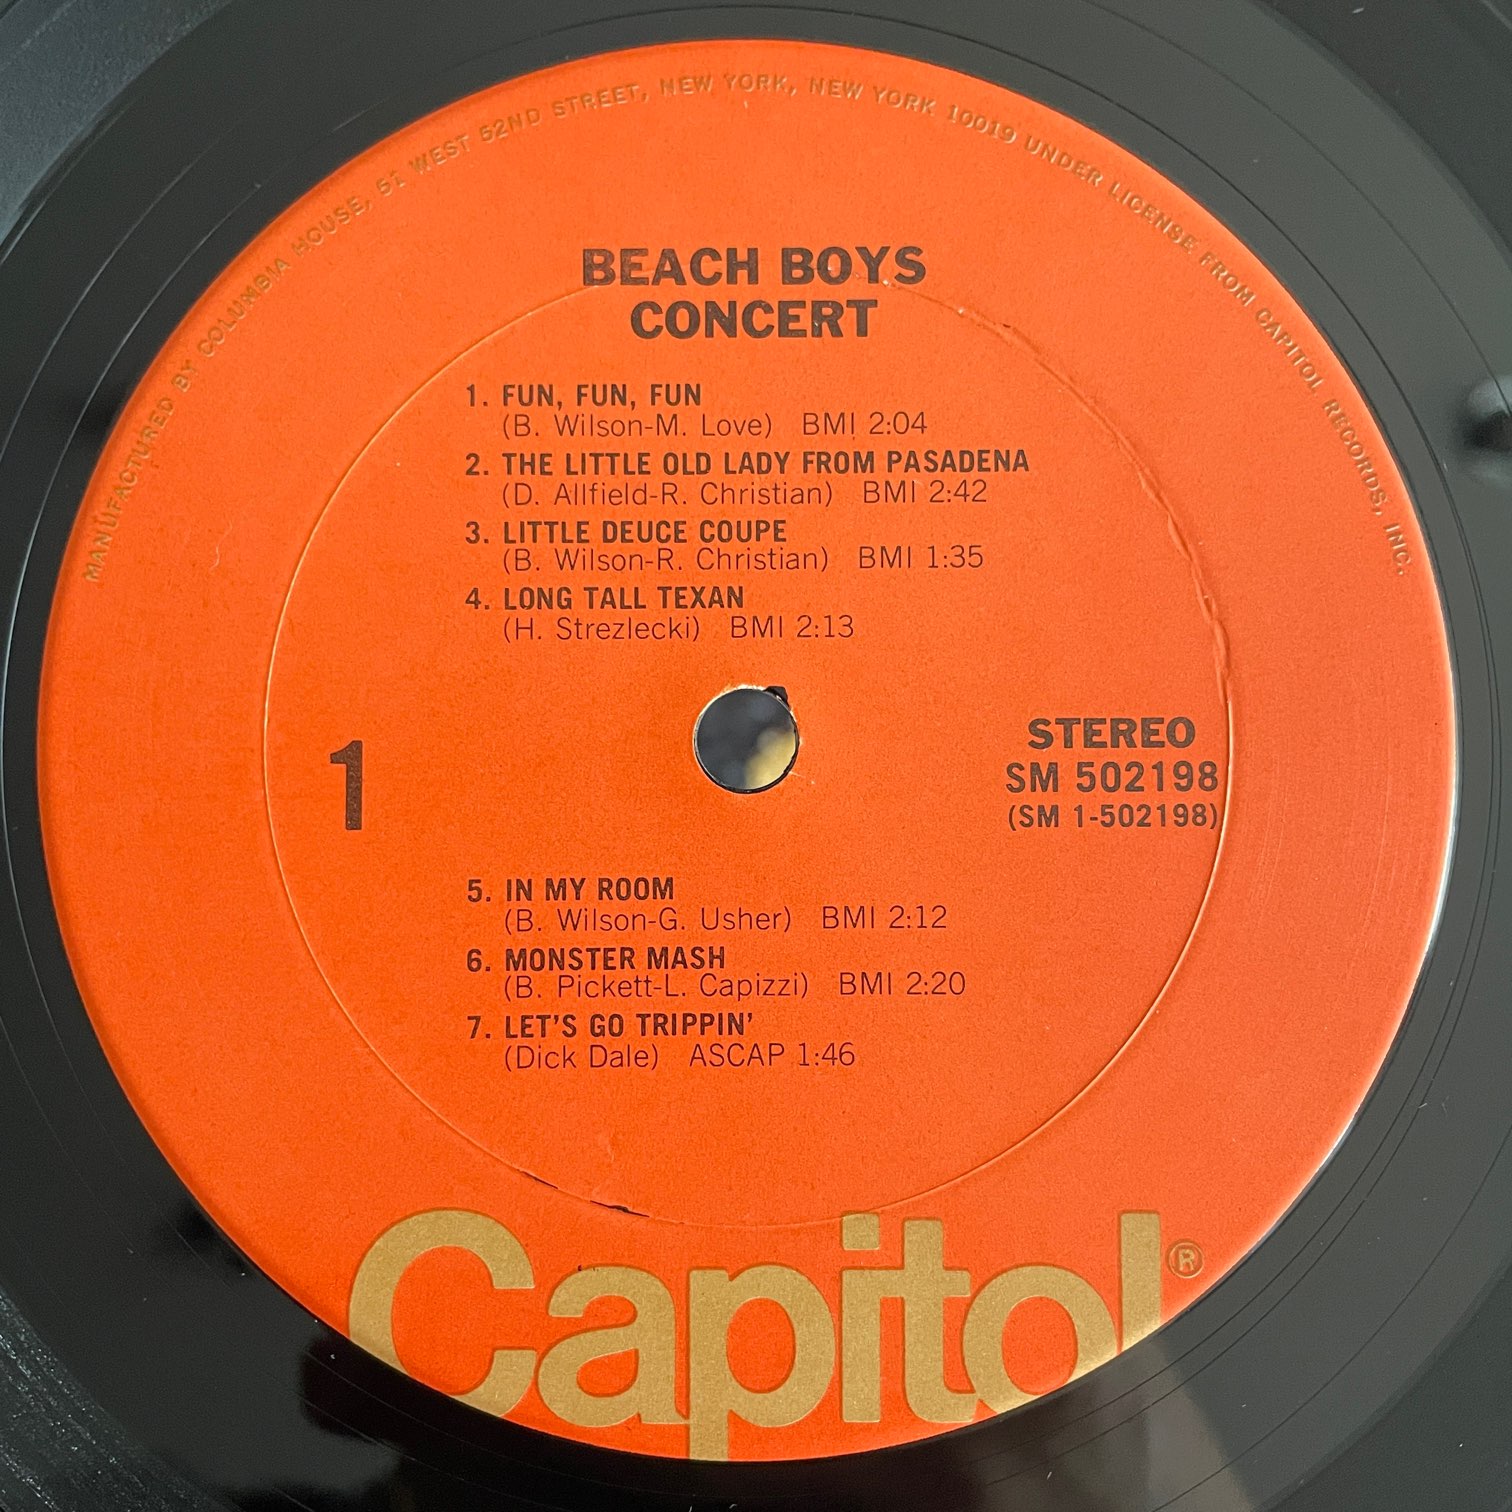 MANUFACTURED BY COLUMBIA HOUSE, 51 WEST 52ND STREET, NEW YORK, NEW YORK 10019 UNDER LICENSE FROM CAPITOL RECORDS, INC.
BEACH BOYS
CONCERT
1. FUN, FUN, FUN
(B. Wilson-M. Love) BMI 2:04
2. THE LITTLE OLD LADY FROM PASADENA
(D. Allfield-R. Christian) BMI 2:42
3. LITTLE DEUCE COUPE
(B. Wilson-R. Christian) BMI 1:35
4. LONG TALL TEXAN
(H. Strezlecki) BMI 2:13
1
STEREO
SM 502198
(SM 1-502198)
5. IN MY ROOM
(B. Wilson-G. Usher) BMI 2:12
6. MONSTER MASH
(B. Pickett-L. Capizzi) BMI 2:20
7. LET'S GO TRIPPIN'
(Dick Dale) ASCAP 1:46
Capitol®